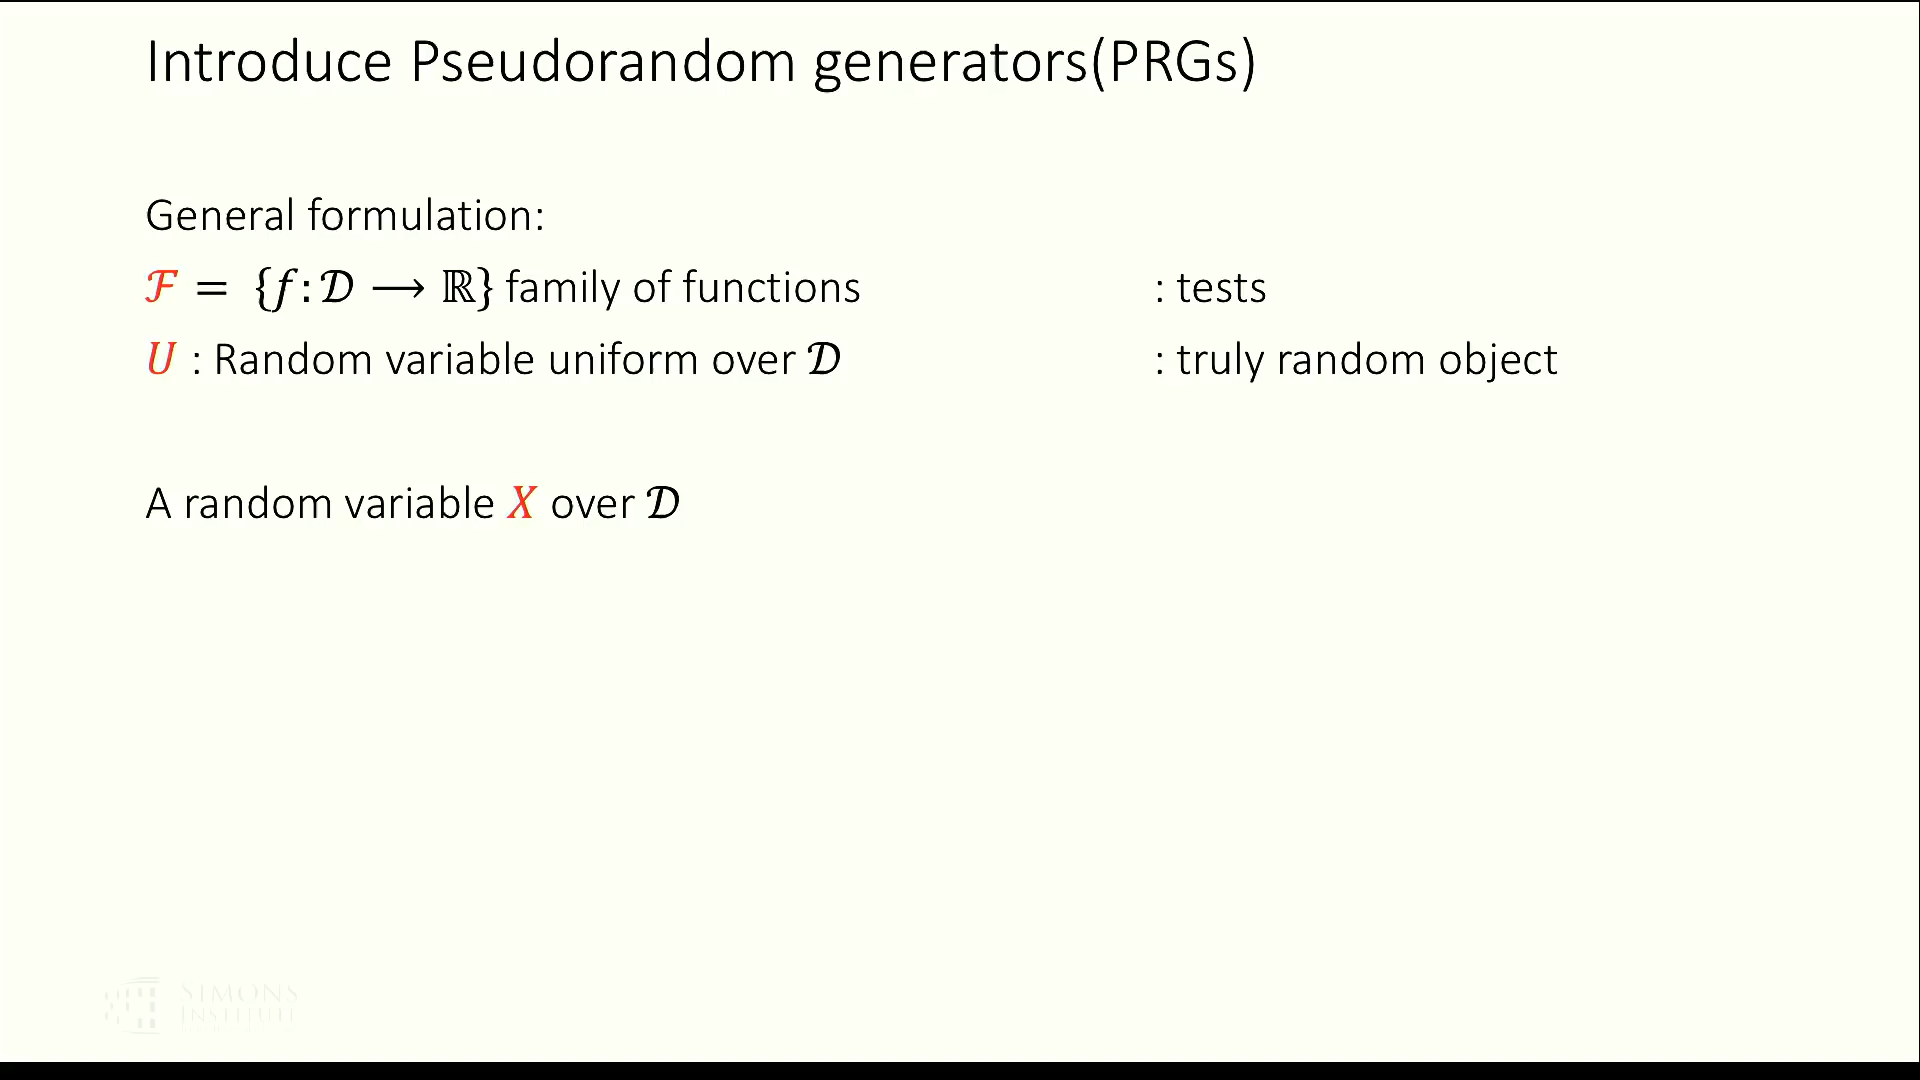 Introduce Pseudorandom generators(PRGs)
General formulation:
ℱ = {f: 𝒟 ⟶ ℝ} family of functions : tests
U : Random variable uniform over 𝒟 : truly random object
A random variable X over 𝒟
SIMONS
INSTITUTE